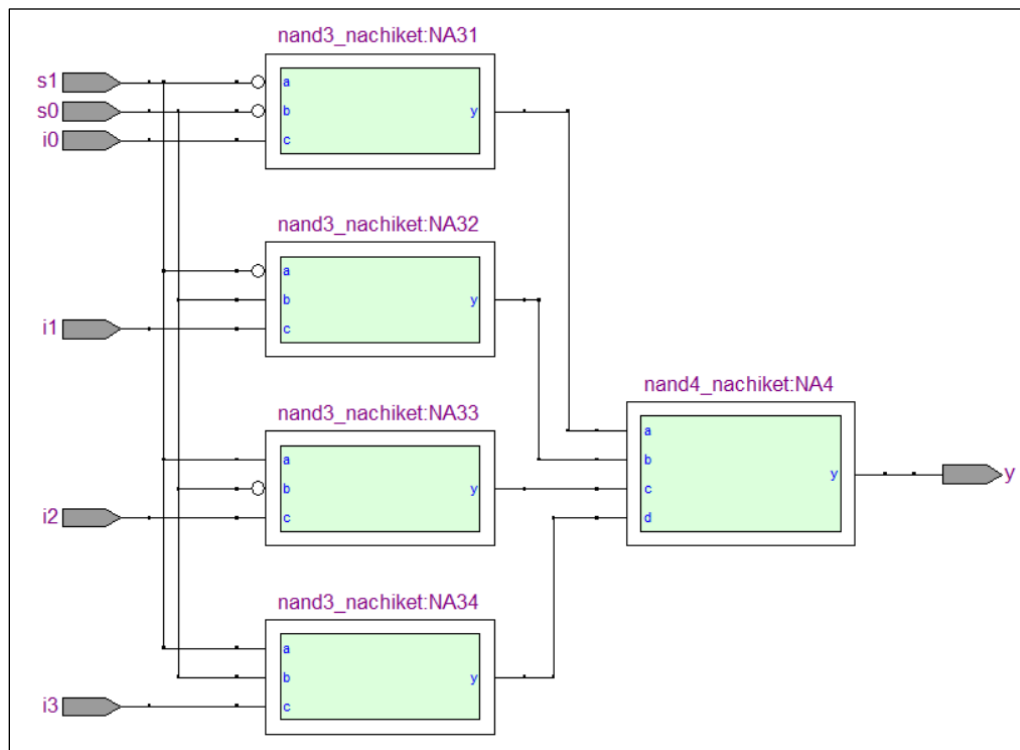 nand3_nachiket:NA31
s1
a
s0
b
y
i0
c
nand3_nachiket:NA32
a
b
y
i1
c
nand3_nachiket:NA33
a
b
y
i2
c
nand4_nachiket:NA4
a
b
y
y
c
d
nand3_nachiket:NA34
a
b
y
i3
c